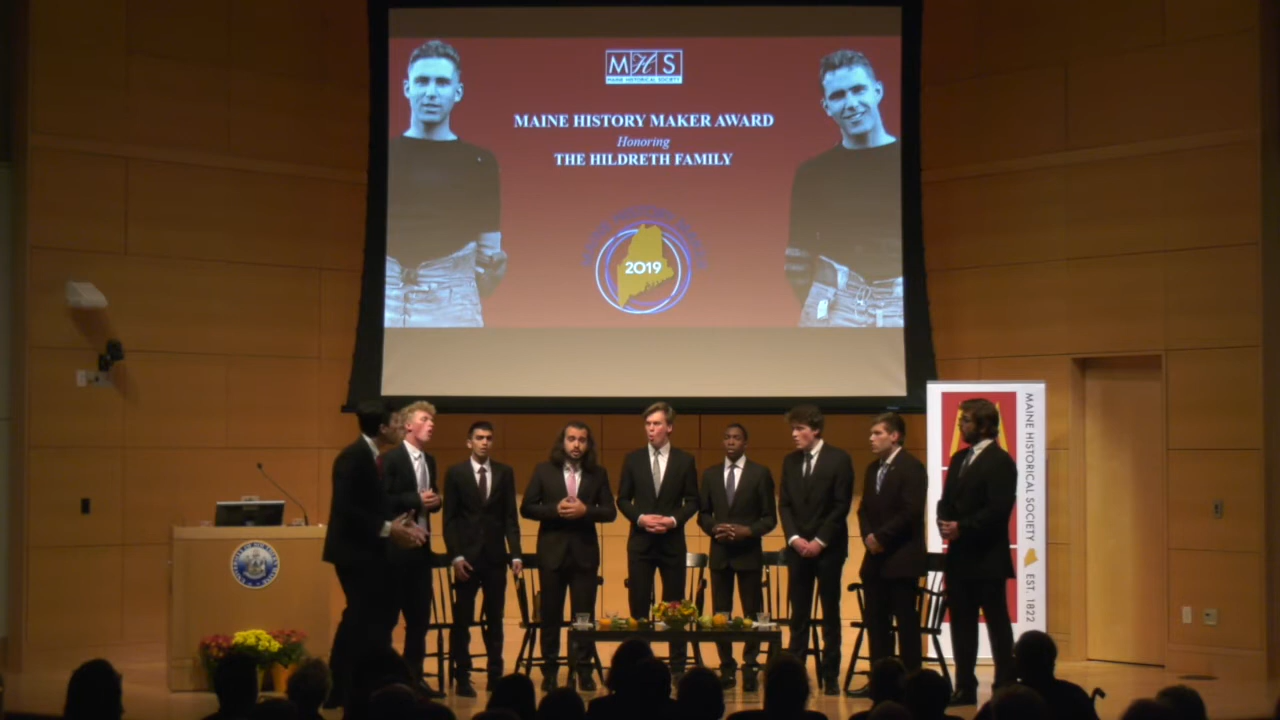 MHS
MAINE HISTORICAL SOCIETY
MAINE HISTORY MAKER AWARD
Honoring
THE HILDRETH FAMILY
2019
MAINE HISTORICAL SOCIETY EST. 1822